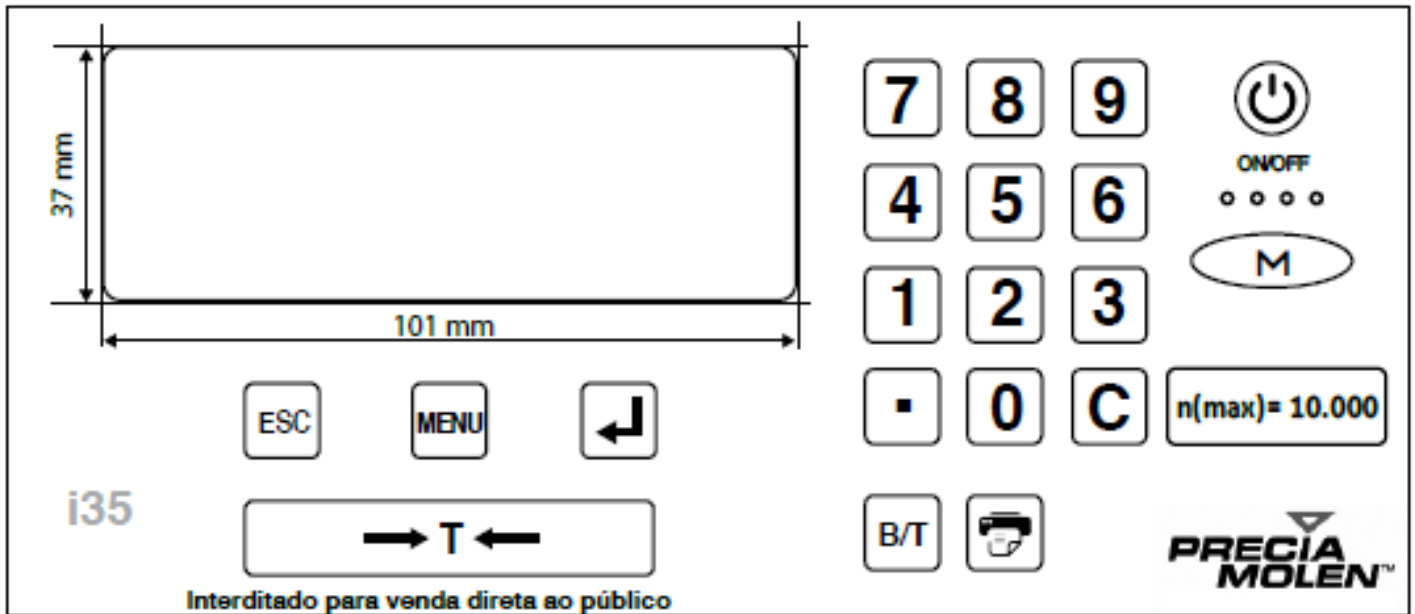 37 mm
101 mm
7 8 9
4 5 6
1 2 3
. 0 C
ON/OFF
M
n(max)= 10.000
ESC MENU
i35
T
B/T
Interditado para venda direta ao público
PRECIA
MOLEN™